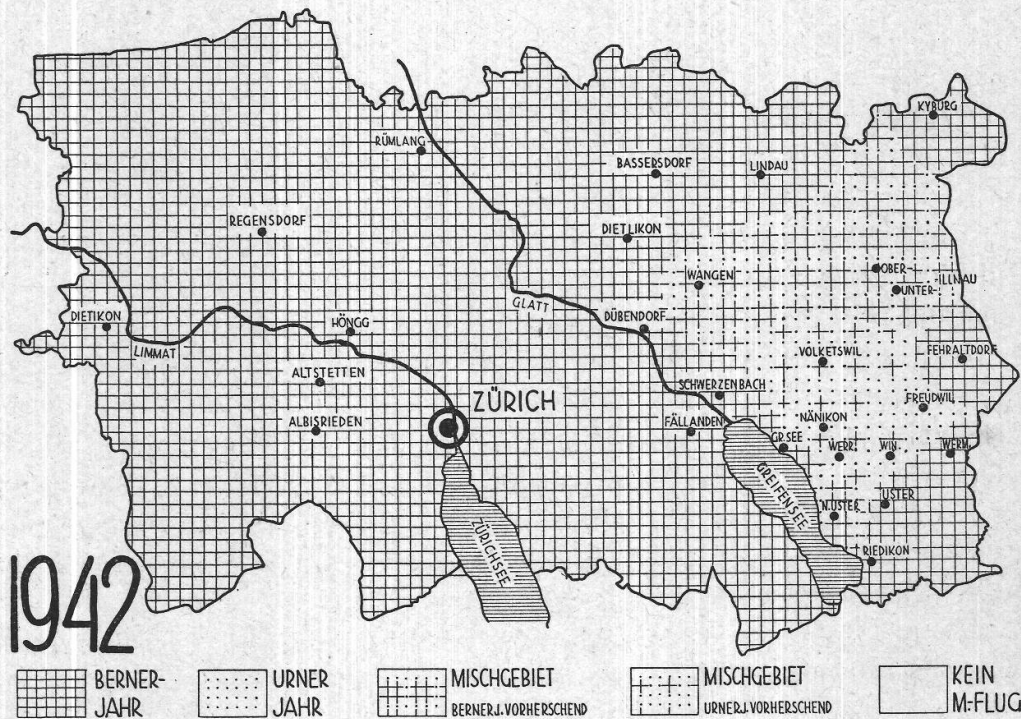 KYBURG
RÜMLANG
BASSERSDORF
LINDAU
REGENSDORF
DIETLIKON
WANGEN
OBER-
UNTER- ILLNAU
GLATT
DIETIKON
HÖNGG
DÜBENDORF
LIMMAT
VOLKETSWIL
FEHRALTDORF
ALTSTETTEN
SCHWERZENBACH
ZÜRICH
FREUDWIL
ALBISRIEDEN
FÄLLANDEN
NÄNIKON
GR.SEE
WERR.
WIN.
WERM.
GREIFENSEE
USTER
N.USTER
ZÜRICHSEE
RIEDIKON
1942
BERNER-
JAHR
URNER
JAHR
MISCHGEBIET
BERNERJ. VORHERSCHEND
MISCHGEBIET
URNERJ. VORHERSCHEND
KEIN
M-FLUG